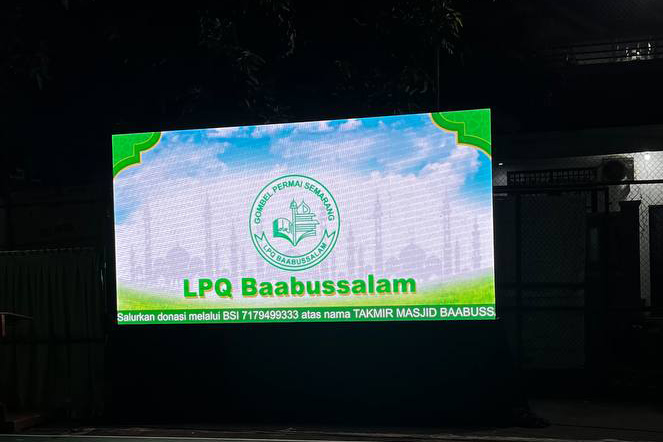 GOMBEL PERMAI SEMARANG
LPQ BAABUSSALAM
LPQ Baabussalam
Salurkan donasi melalui BSI 7179499333 atas nama TAKMIR MASJID BAABUSS